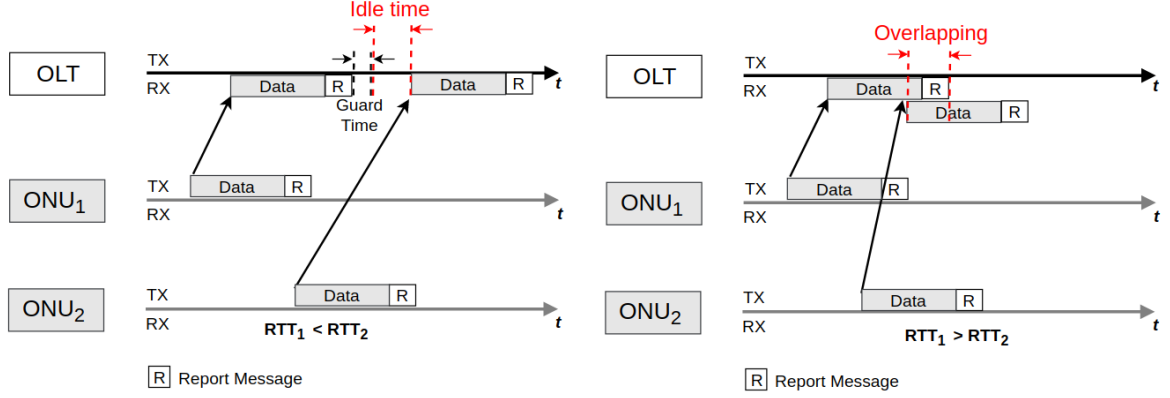 Idle time
OLT
TX
RX
Data
R
Guard
Time
Data
R
t
ONU1
TX
RX
Data
R
t
ONU2
TX
RX
Data
R
t
RTT1 < RTT2
R Report Message
Overlapping
OLT
TX
RX
Data
R
Data
R
t
ONU1
TX
RX
Data
R
t
ONU2
TX
RX
Data
R
t
RTT1 > RTT2
R Report Message